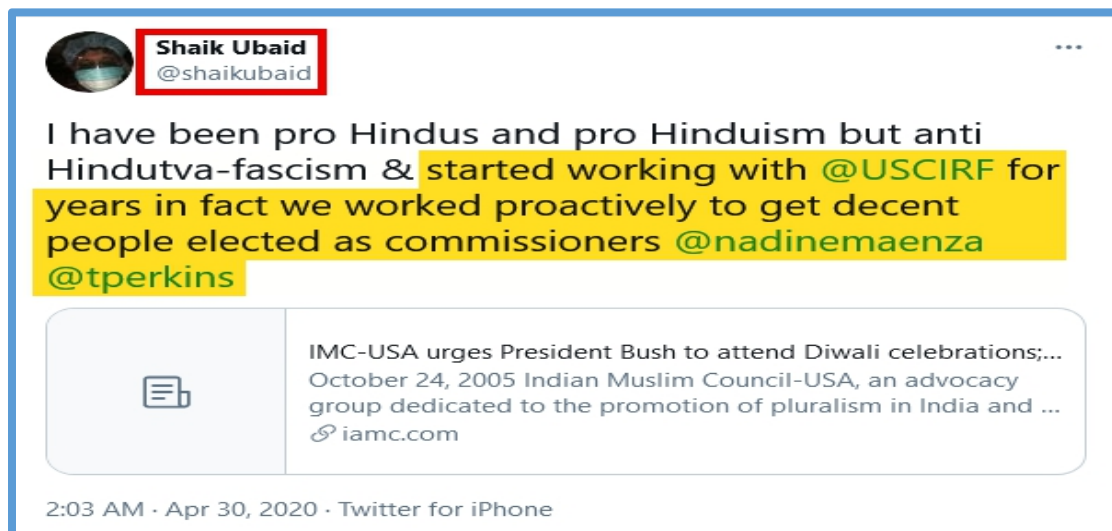 Shaik Ubaid
@shaikubaid
I have been pro Hindus and pro Hinduism but anti
Hindutva-fascism & started working with @USCIRF for
years in fact we worked proactively to get decent
people elected as commissioners @nadinemaenza
@tperkins
IMC-USA urges President Bush to attend Diwali celebrations;...
October 24, 2005 Indian Muslim Council-USA, an advocacy
group dedicated to the promotion of pluralism in India and ...
iamc.com
2:03 AM · Apr 30, 2020 · Twitter for iPhone